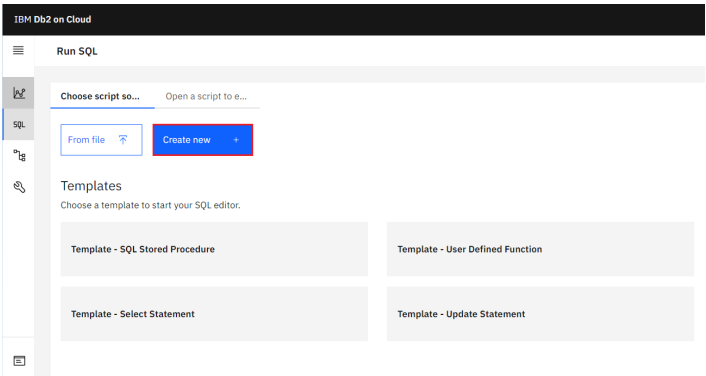 IBM Db2 on Cloud
Run SQL
Choose script so... Open a script to e...
SQL
From file Create new +
Templates
Choose a template to start your SQL editor.
Template - SQL Stored Procedure Template - User Defined Function
Template - Select Statement Template - Update Statement